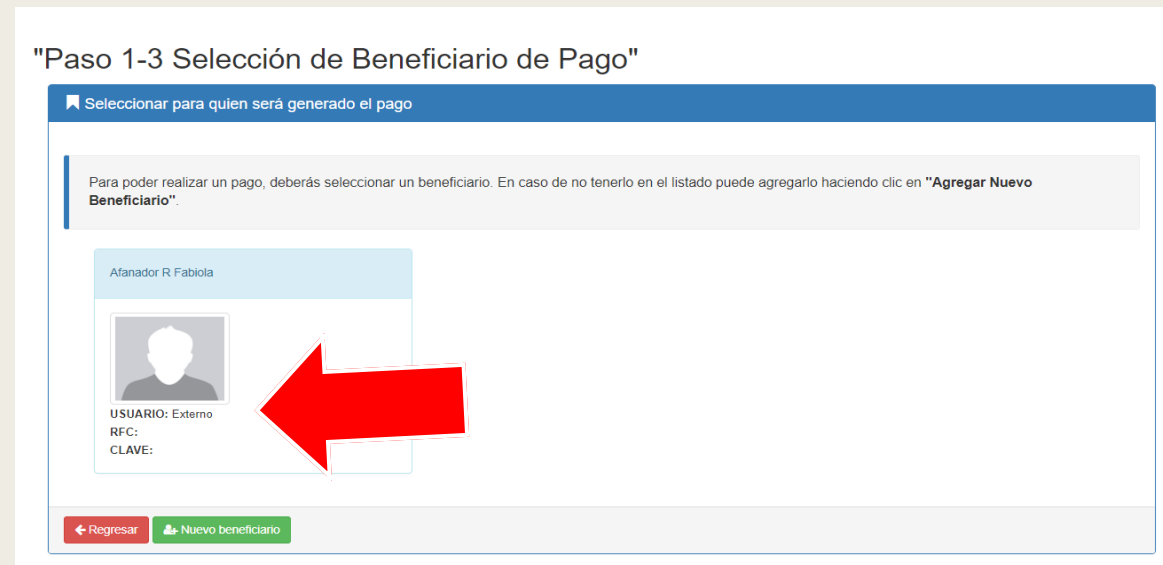 "Paso 1-3 Selección de Beneficiario de Pago"
Seleccionar para quien será generado el pago
Para poder realizar un pago, deberás seleccionar un beneficiario. En caso de no tenerlo en el listado puede agregarlo haciendo clic en "Agregar Nuevo
Beneficiario".
Afanador R Fabiola
USUARIO: Externo
RFC:
CLAVE:
Regresar
Nuevo beneficiario